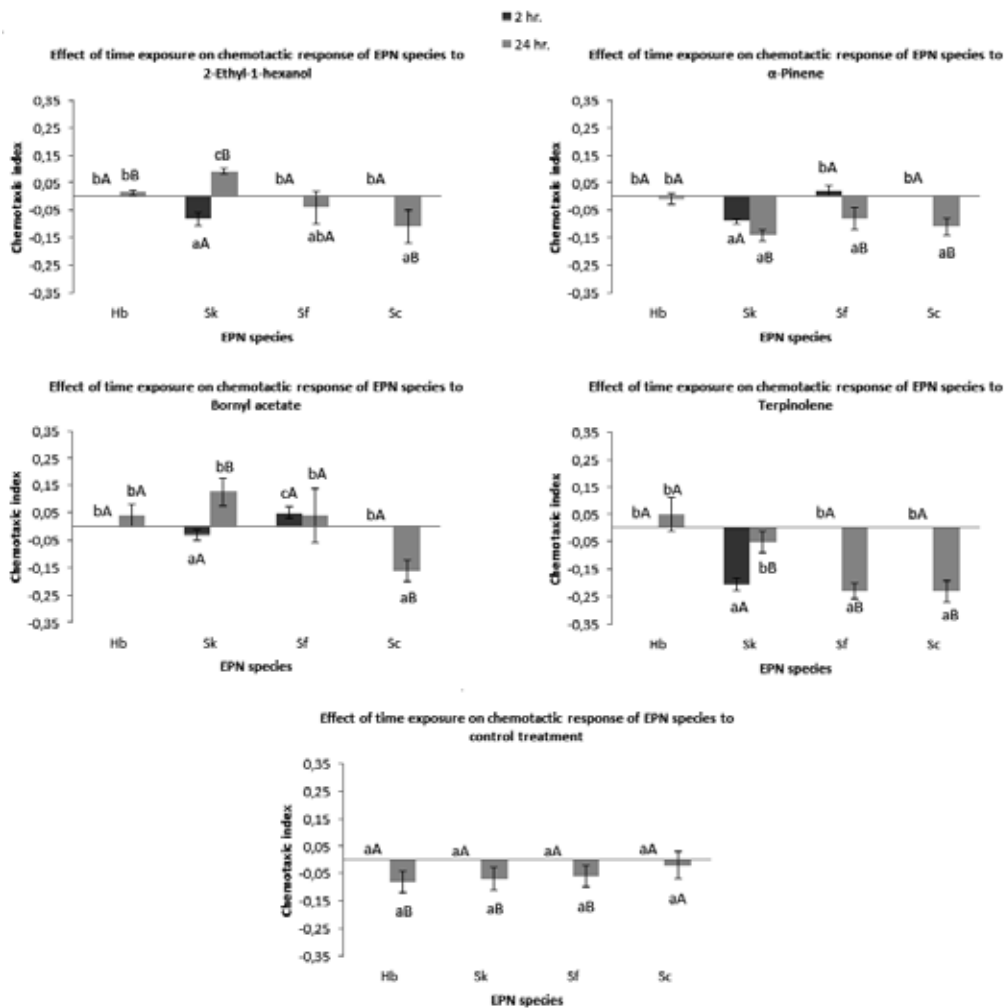 2 hr.
24 hr.
Effect of time exposure on chemotactic response of EPN species to
2-Ethyl-1-hexanol
Chemotaxis index
0,35
0,25
0,15
0,05
-0,05
-0,15
-0,25
-0,35
bA bB aA cB bA abA bA aB
Hb Sk Sf Sc
EPN species
Effect of time exposure on chemotactic response of EPN species to
α-Pinene
Chemotaxis index
0,35
0,25
0,15
0,05
-0,05
-0,15
-0,25
-0,35
bA bA aA aB bA aB bA aB
Hb Sk Sf Sc
EPN species
Effect of time exposure on chemotactic response of EPN species to
Bornyl acetate
Chemotaxic index
0,35
0,25
0,15
0,05
-0,05
-0,15
-0,25
-0,35
bA bA aA bB cA bA bA aB
Hb Sk Sf Sc
EPN species
Effect of time exposure on chemotactic response of EPN species to
Terpinolene
Chemotaxic index
0,35
0,25
0,15
0,05
-0,05
-0,15
-0,25
-0,35
bA bA aA bB bA aB bA aB
Hb Sk Sf Sc
EPN species
Effect of time exposure on chemotactic response of EPN species to
control treatment
Chemotaxic index
0,35
0,25
0,15
0,05
-0,05
-0,15
-0,25
-0,35
aA aB aA aB aA aB aA aA
Hb Sk Sf Sc
EPN species